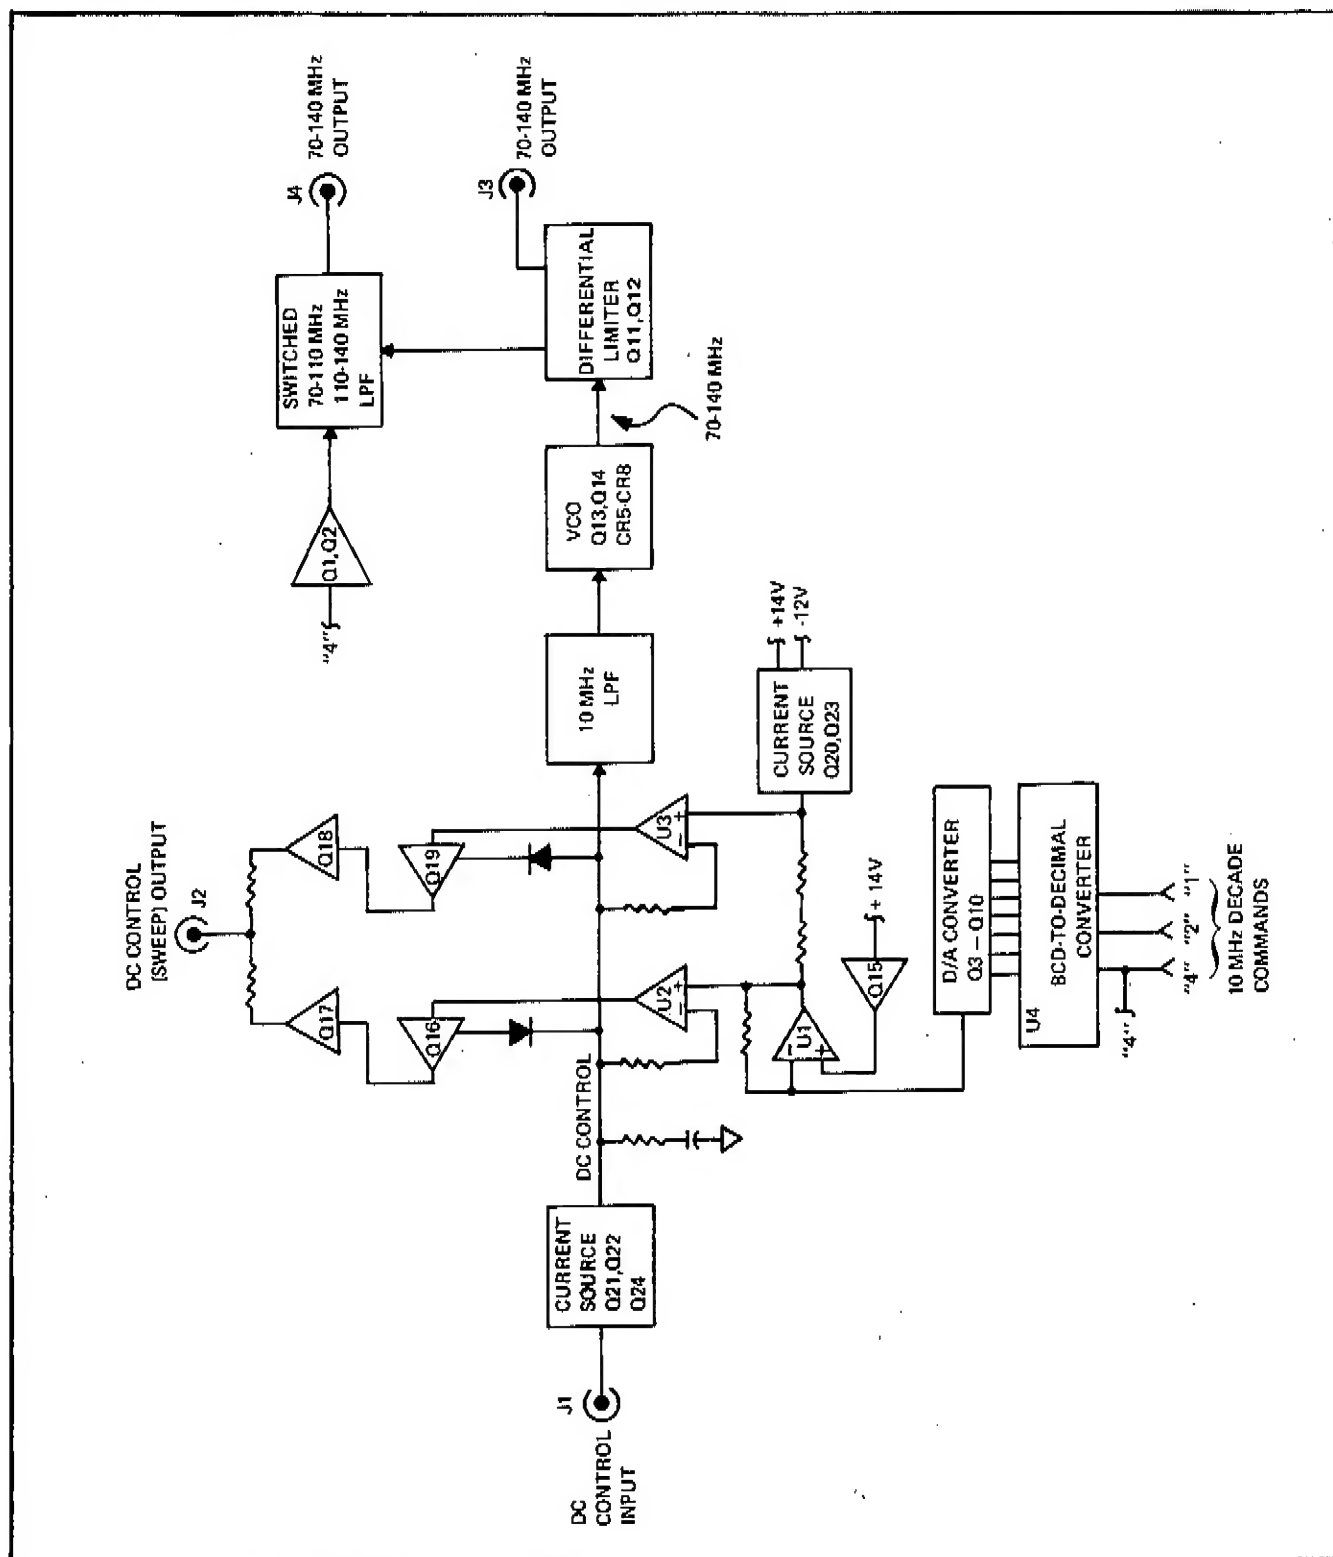 DC CONTROL
(SWEEP) OUTPUT
J2
Q17
Q18
Q16
Q19
"4"
Q1,Q2
SWITCHED
70-110 MHz
110-140 MHz
LPF
J4
70-140 MHz
OUTPUT
DC
CONTROL
INPUT
J1
CURRENT
SOURCE
Q21,Q22
Q24
DC CONTROL
10 MHz
LPF
VCO
Q13,Q14
CR5-CR8
70-140 MHz
DIFFERENTIAL
LIMITER
Q11,Q12
J3
70-140 MHz
OUTPUT
U2
- +
U3
- +
U1
- +
Q15
+ 14V
CURRENT
SOURCE
Q20,Q23
+14V
-12V
D/A CONVERTER
Q3 – Q10
U4
BCD-TO-DECIMAL
CONVERTER
"4"
"4" "2" "1"
10 MHz DECADE
COMMANDS